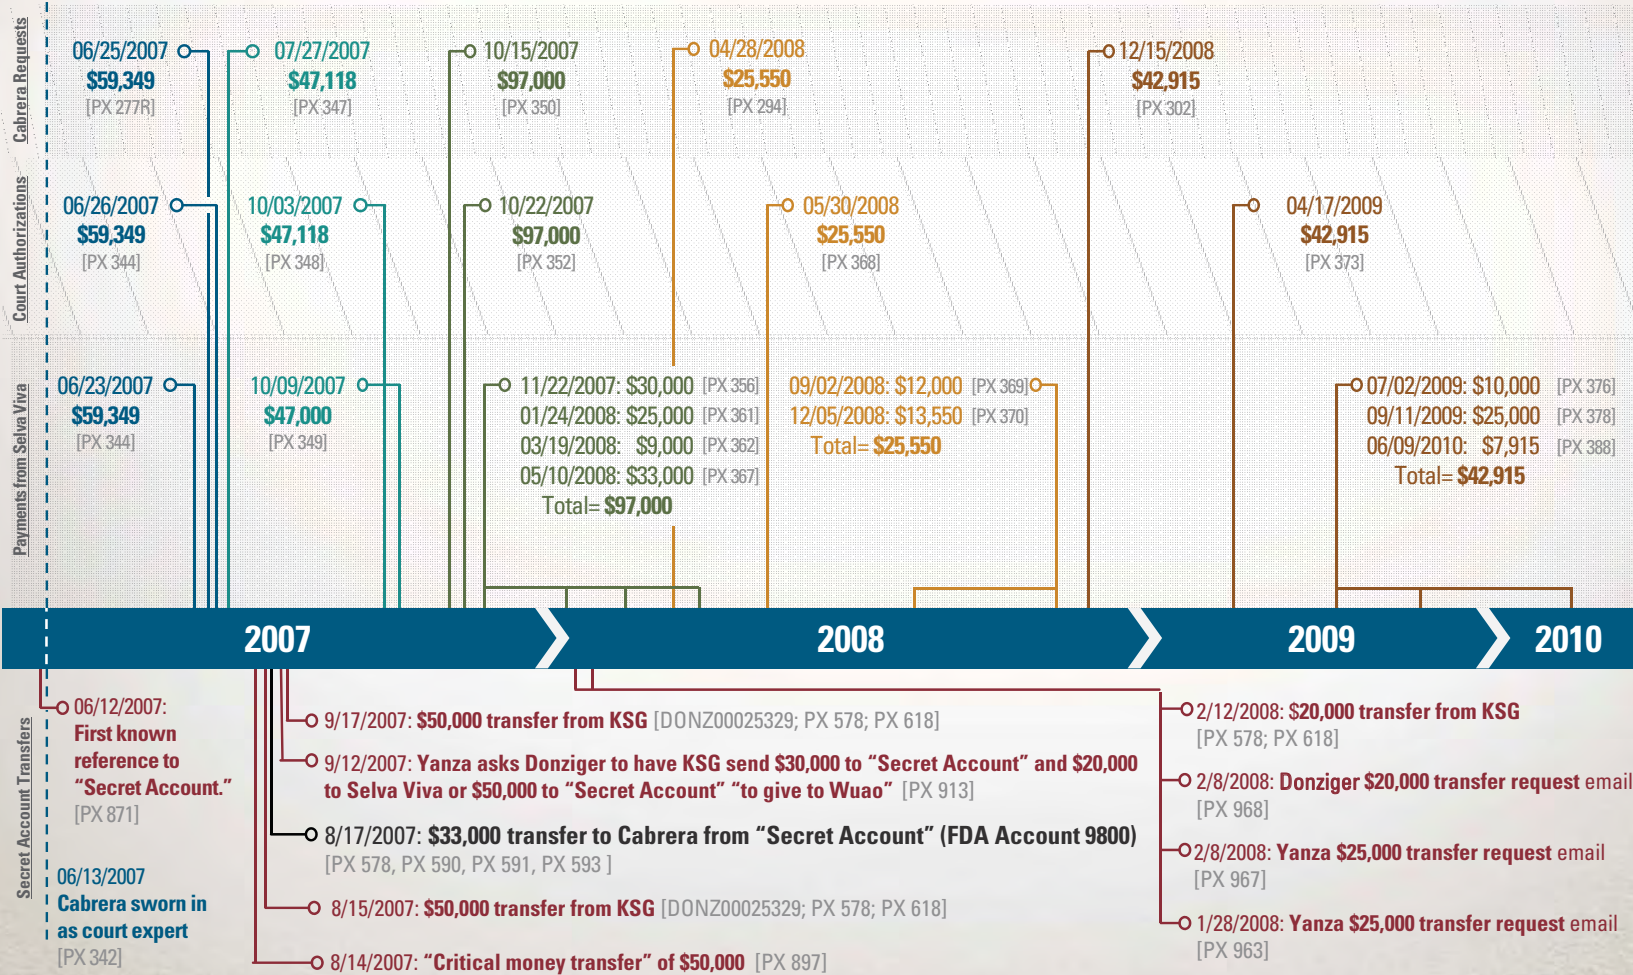 Cabrera Requests
06/25/2007
$59,349
[PX 277R]
07/27/2007
$47,118
[PX 347]
10/15/2007
$97,000
[PX 350]
04/28/2008
$25,550
[PX 294]
12/15/2008
$42,915
[PX 302]
Court Authorizations
06/26/2007
$59,349
[PX 344]
10/03/2007
$47,118
[PX 348]
10/22/2007
$97,000
[PX 352]
05/30/2008
$25,550
[PX 368]
04/17/2009
$42,915
[PX 373]
Payments from Selva Viva
06/23/2007
$59,349
[PX 344]
10/09/2007
$47,000
[PX 349]
11/22/2007: $30,000 [PX 356]
01/24/2008: $25,000 [PX 361]
03/19/2008: $9,000 [PX 362]
05/10/2008: $33,000 [PX 367]
Total= $97,000
09/02/2008: $12,000 [PX 369]
12/05/2008: $13,550 [PX 370]
Total= $25,550
07/02/2009: $10,000 [PX 376]
09/11/2009: $25,000 [PX 378]
06/09/2010: $7,915 [PX 388]
Total= $42,915
2007
2008
2009
2010
Secret Account Transfers
06/12/2007:
First known
reference to
“Secret Account.”
[PX 871]
06/13/2007
Cabrera sworn in
as court expert
[PX 342]
9/17/2007: $50,000 transfer from KSG [DONZ00025329; PX 578; PX 618]
9/12/2007: Yanza asks Donziger to have KSG send $30,000 to “Secret Account” and $20,000
to Selva Viva or $50,000 to “Secret Account” “to give to Wuao” [PX 913]
8/17/2007: $33,000 transfer to Cabrera from “Secret Account” (FDA Account 9800)
[PX 578, PX 590, PX 591, PX 593 ]
8/15/2007: $50,000 transfer from KSG [DONZ00025329; PX 578; PX 618]
8/14/2007: “Critical money transfer” of $50,000 [PX 897]
2/12/2008: $20,000 transfer from KSG
[PX 578; PX 618]
2/8/2008: Donziger $20,000 transfer request email
[PX 968]
2/8/2008: Yanza $25,000 transfer request email
[PX 967]
1/28/2008: Yanza $25,000 transfer request email
[PX 963]